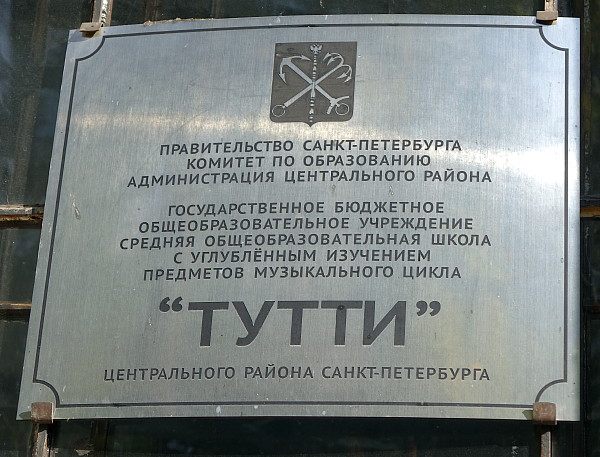 ПРАВИТЕЛЬСТВО САНКТ-ПЕТЕРБУРГА
КОМИТЕТ ПО ОБРАЗОВАНИЮ
АДМИНИСТРАЦИЯ ЦЕНТРАЛЬНОГО РАЙОНА
ГОСУДАРСТВЕННОЕ БЮДЖЕТНОЕ
ОБЩЕОБРАЗОВАТЕЛЬНОЕ УЧРЕЖДЕНИЕ
СРЕДНЯЯ ОБЩЕОБРАЗОВАТЕЛЬНАЯ ШКОЛА
С УГЛУБЛЁННЫМ ИЗУЧЕНИЕМ
ПРЕДМЕТОВ МУЗЫКАЛЬНОГО ЦИКЛА
“ТУТТИ”
ЦЕНТРАЛЬНОГО РАЙОНА САНКТ-ПЕТЕРБУРГА